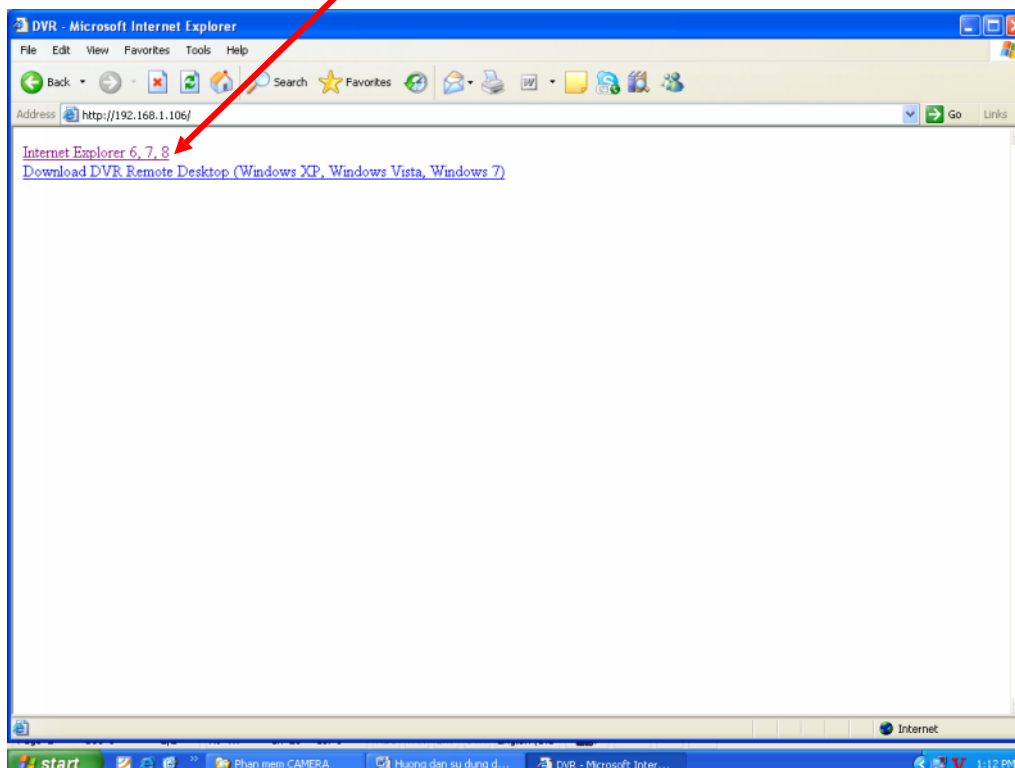 DVR - Microsoft Internet Explorer
File Edit View Favorites Tools Help
Back Search Favorites
Address http://192.168.1.106/ Go Links
Internet Explorer 6, 7, 8
Download DVR Remote Desktop (Windows XP, Windows Vista, Windows 7)
Internet
start Phan mem CAMERA Huong dan su dung d... DVR - Microsoft Inter... 1:12 PM